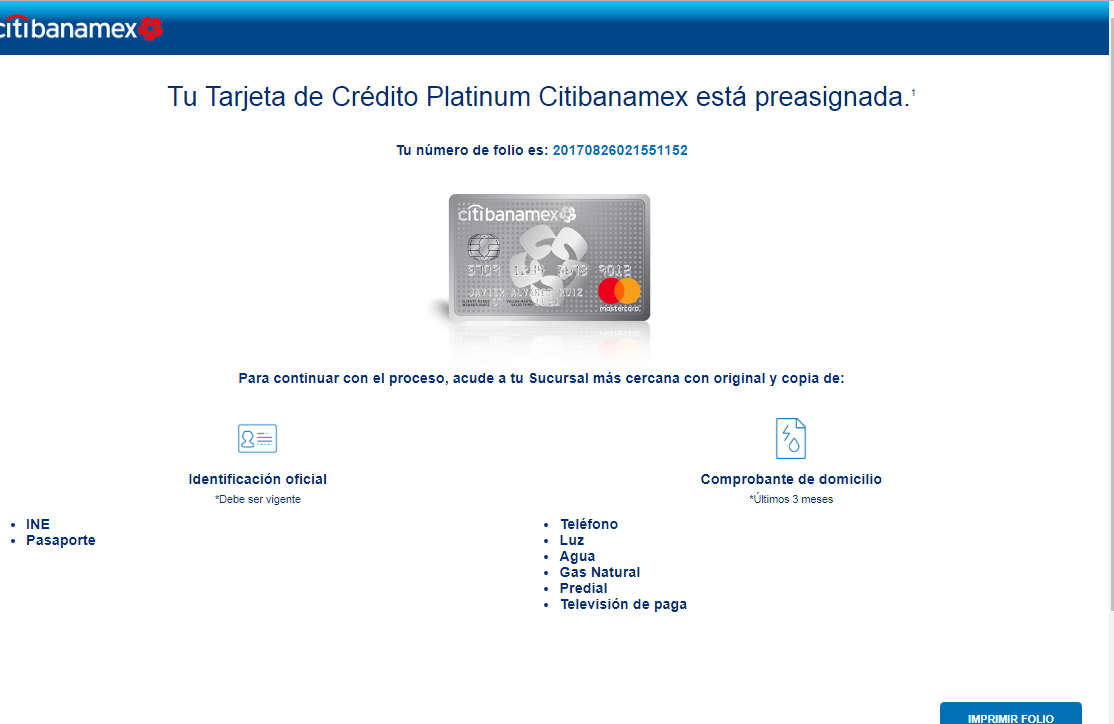 citibanamex
Tu Tarjeta de Crédito Platinum Citibanamex está preasignada.1
Tu número de folio es: 20170826021551152
citibanamex
5709 1234 5678 9012
JAVIER ALVAREZ RUIZ
mastercard
Para continuar con el proceso, acude a tu Sucursal más cercana con original y copia de:
Identificación oficial
*Debe ser vigente
INE
Pasaporte
Comprobante de domicilio
*Últimos 3 meses
Teléfono
Luz
Agua
Gas Natural
Predial
Televisión de paga
IMPRIMIR FOLIO